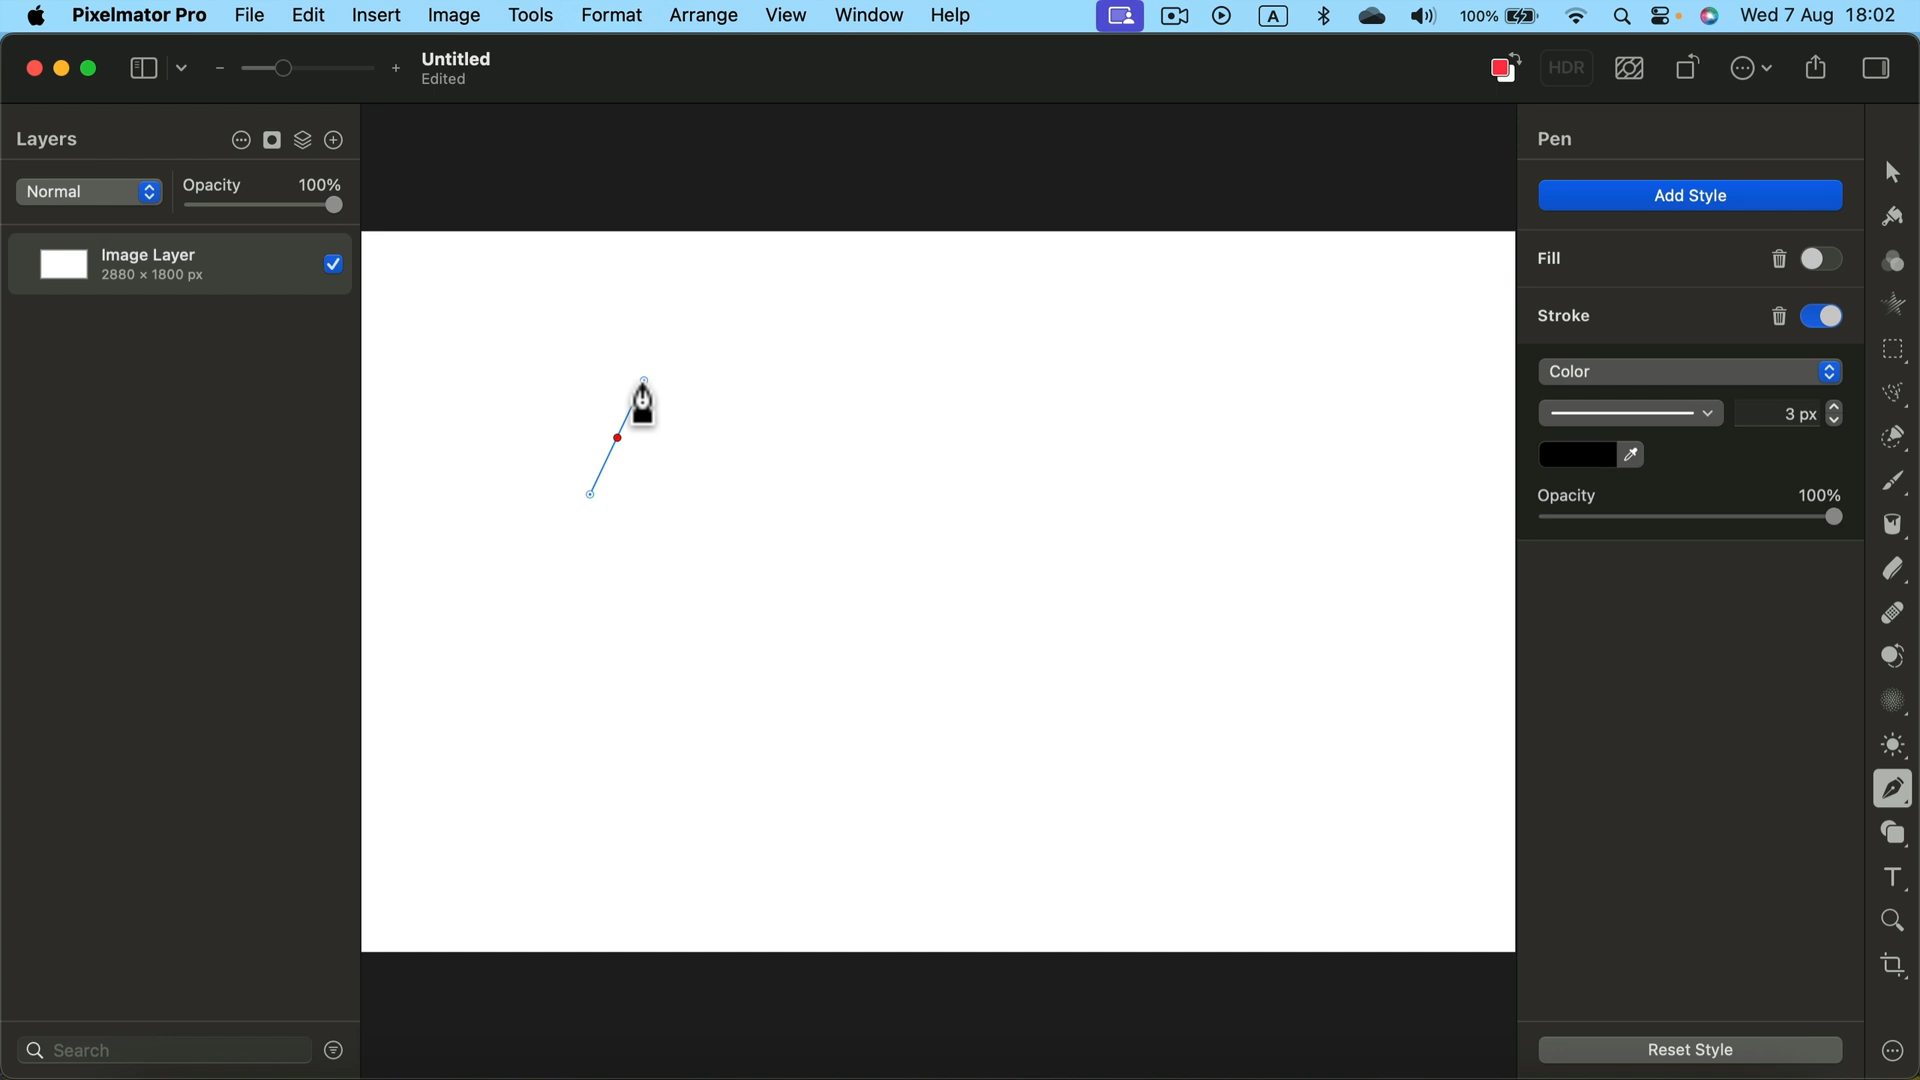 Pixelmator Pro File Edit Insert Image Tools Format Arrange View Window Help A 100% Wed 7 Aug 18:02
Untitled
Edited
HDR
Layers
Normal
Opacity 100%
Image Layer
2880 × 1800 px
Search
Pen
Add Style
Fill
Stroke
Color
3 px
Opacity 100%
Reset Style
T